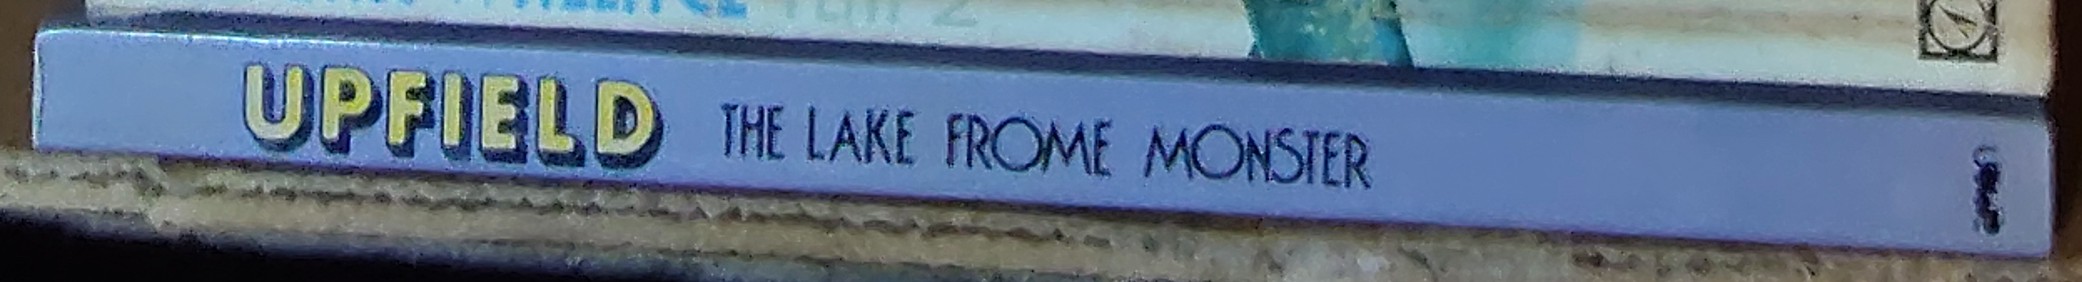 UPFIELD THE LAKE FROME MONSTER